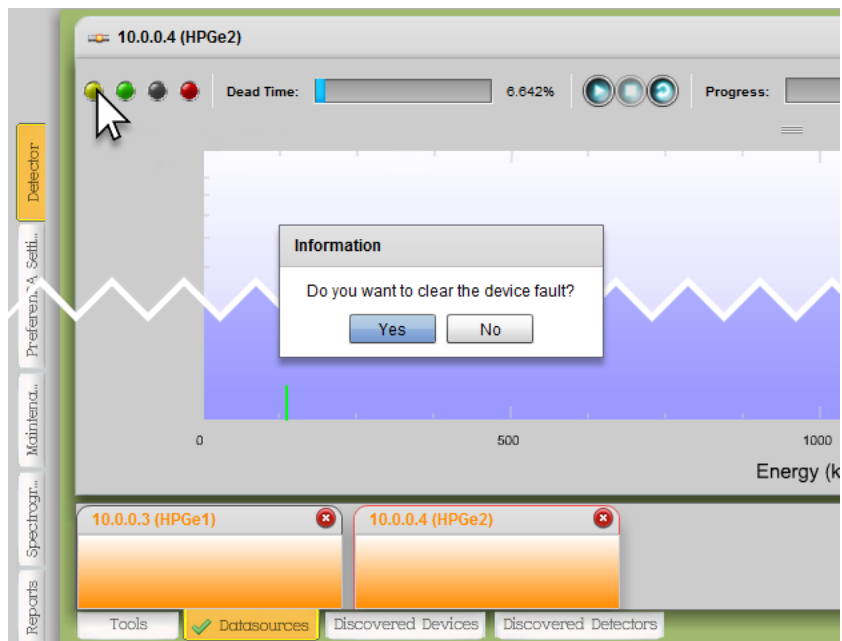 10.0.0.4 (HPGe2)
Dead Time:
6.642%
Progress:
Detector
Information
Do you want to clear the device fault?
Yes
No
Preferen
A Setti...
Maintena...
Spectrogr...
Reports
0
500
1000
Energy (k
10.0.0.3 (HPGe1)
10.0.0.4 (HPGe2)
Tools
Datasources
Discovered Devices
Discovered Detectors